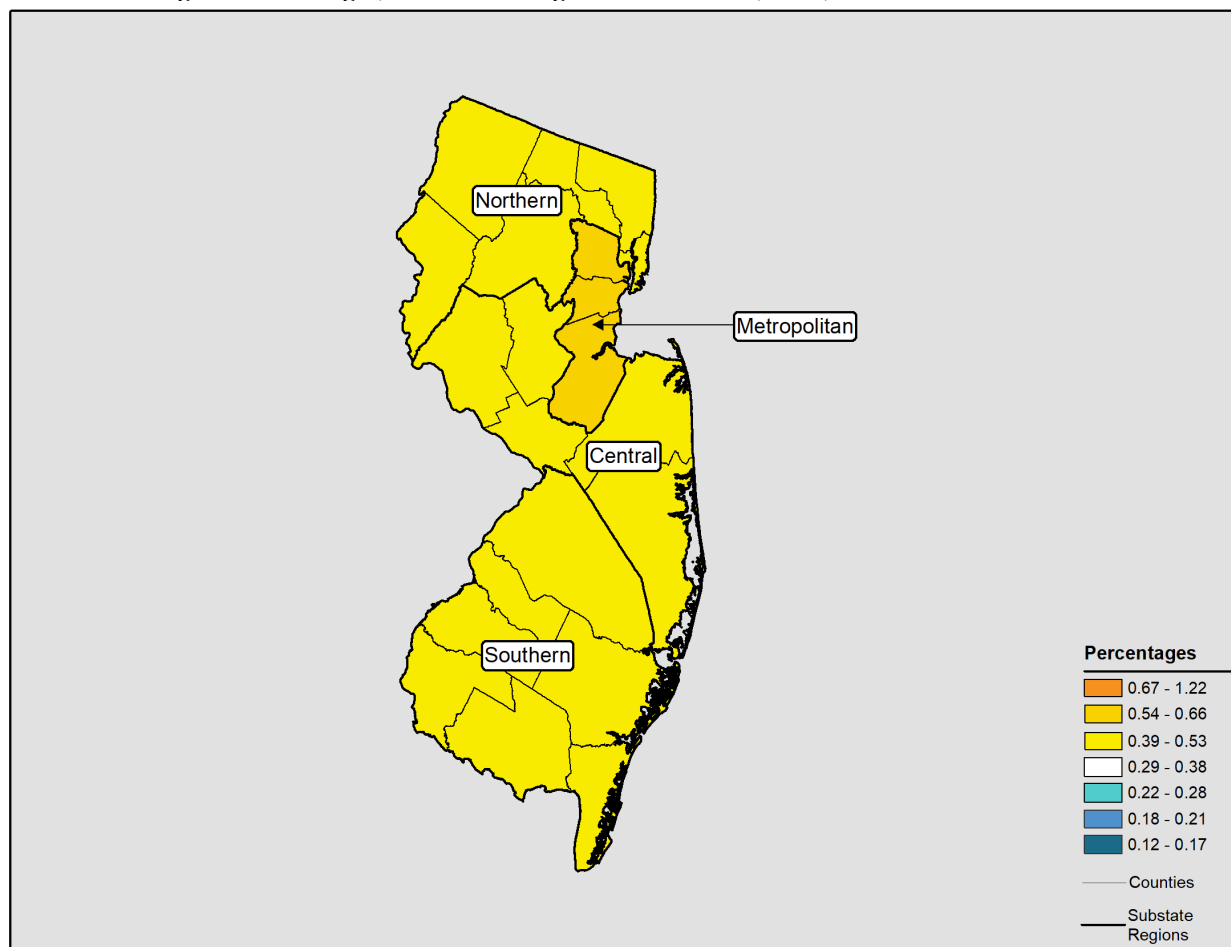 Northern
Metropolitan
Central
Southern
Percentages
0.67 - 1.22
0.54 - 0.66
0.39 - 0.53
0.29 - 0.38
0.22 - 0.28
0.18 - 0.21
0.12 - 0.17
Counties
Substate
Regions